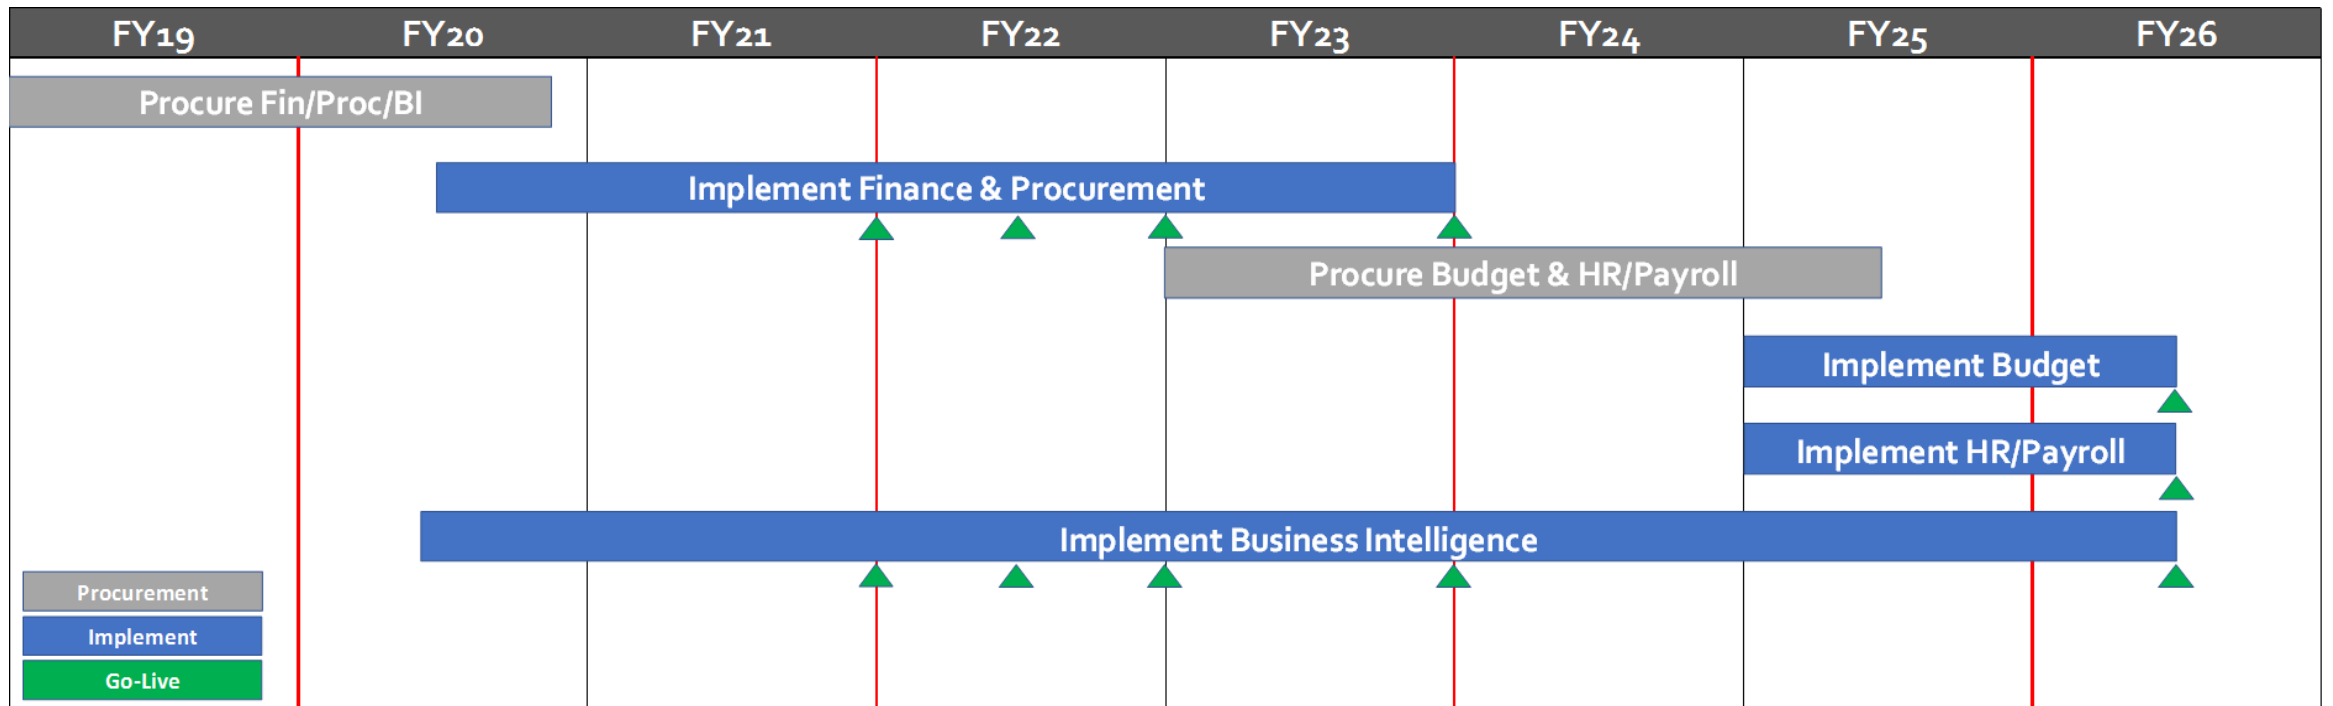 FY19 FY20 FY21 FY22 FY23 FY24 FY25 FY26
Procure Fin/Proc/BI
Implement Finance & Procurement
Procure Budget & HR/Payroll
Implement Budget
Implement HR/Payroll
Implement Business Intelligence
Procurement
Implement
Go-Live